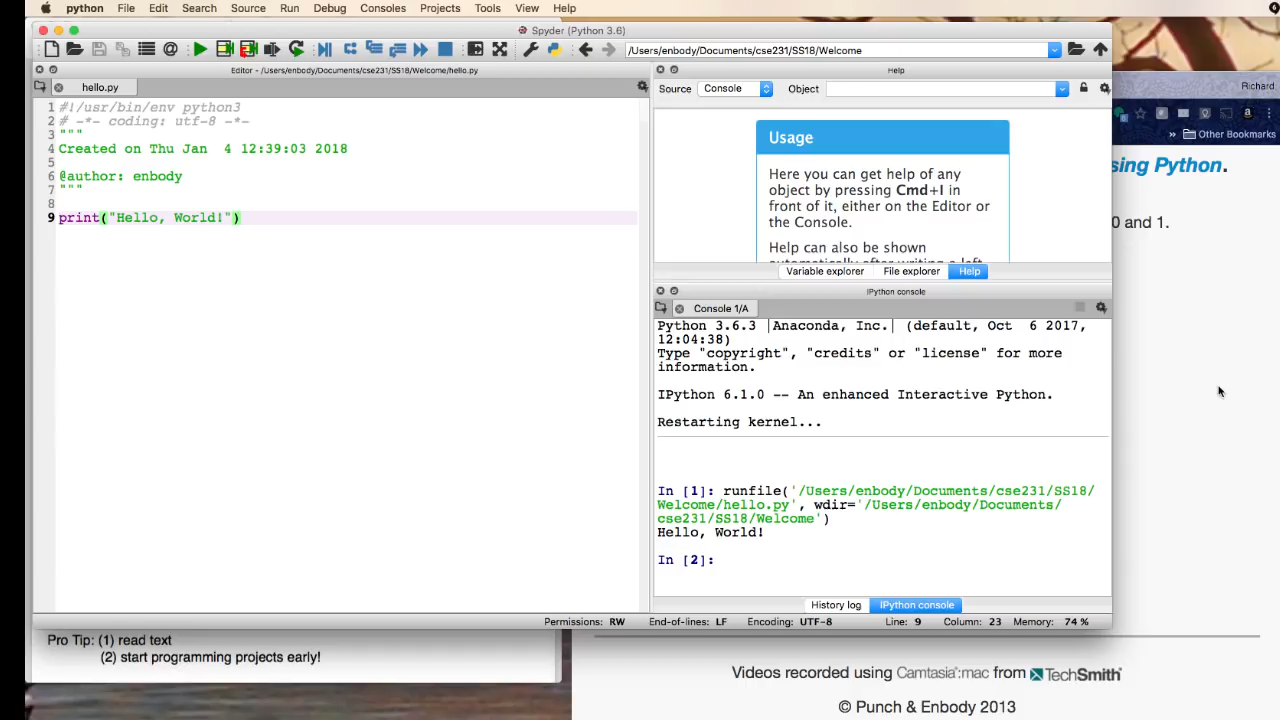 python File Edit Search Source Run Debug Consoles Projects Tools View Help
Spyder (Python 3.6)
/Users/enbody/Documents/cse231/SS18/Welcome
Editor - /Users/enbody/Documents/cse231/SS18/Welcome/hello.py
hello.py
1 #!/usr/bin/env python3
2 # -*- coding: utf-8 -*-
3 """
4 Created on Thu Jan  4 12:39:03 2018
5
6 @author: enbody
7 """
8
9 print("Hello, World!")
Help
Source Console Object
Usage
Here you can get help of any
object by pressing Cmd+I in
front of it, either on the Editor or
the Console.
Help can also be shown
automatically after writing a left
Variable explorer File explorer Help
IPython console
Console 1/A
Python 3.6.3 |Anaconda, Inc.| (default, Oct  6 2017,
12:04:38)
Type "copyright", "credits" or "license" for more
information.
IPython 6.1.0 -- An enhanced Interactive Python.
Restarting kernel...
In [1]: runfile('/Users/enbody/Documents/cse231/SS18/
Welcome/hello.py', wdir='/Users/enbody/Documents/
cse231/SS18/Welcome')
Hello, World!
In [2]:
History log IPython console
Permissions: RW End-of-lines: LF Encoding: UTF-8 Line: 9 Column: 23 Memory: 74 %
Richard
» Other Bookmarks
sing Python.
0 and 1.
Pro Tip: (1) read text
(2) start programming projects early!
Videos recorded using Camtasia:mac from TechSmith
© Punch & Enbody 2013